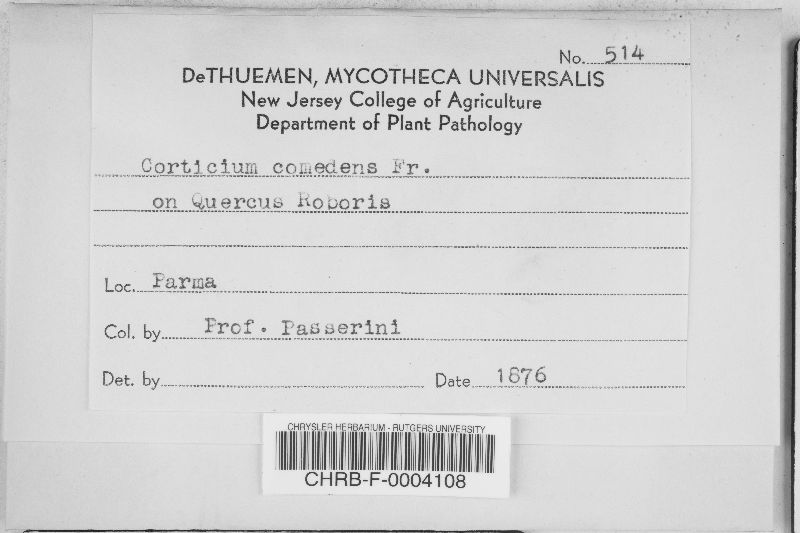 No. 514
DeTHUEMEN, MYCOTHECA UNIVERSALIS
New Jersey College of Agriculture
Department of Plant Pathology
Corticium comedens Fr.
on Quercus Roboris
Loc. Parma
Col. by Prof. Passerini
Det. by Date 1876
CHRYSLER HERBARIUM - RUTGERS UNIVERSITY
CHRB-F-0004108